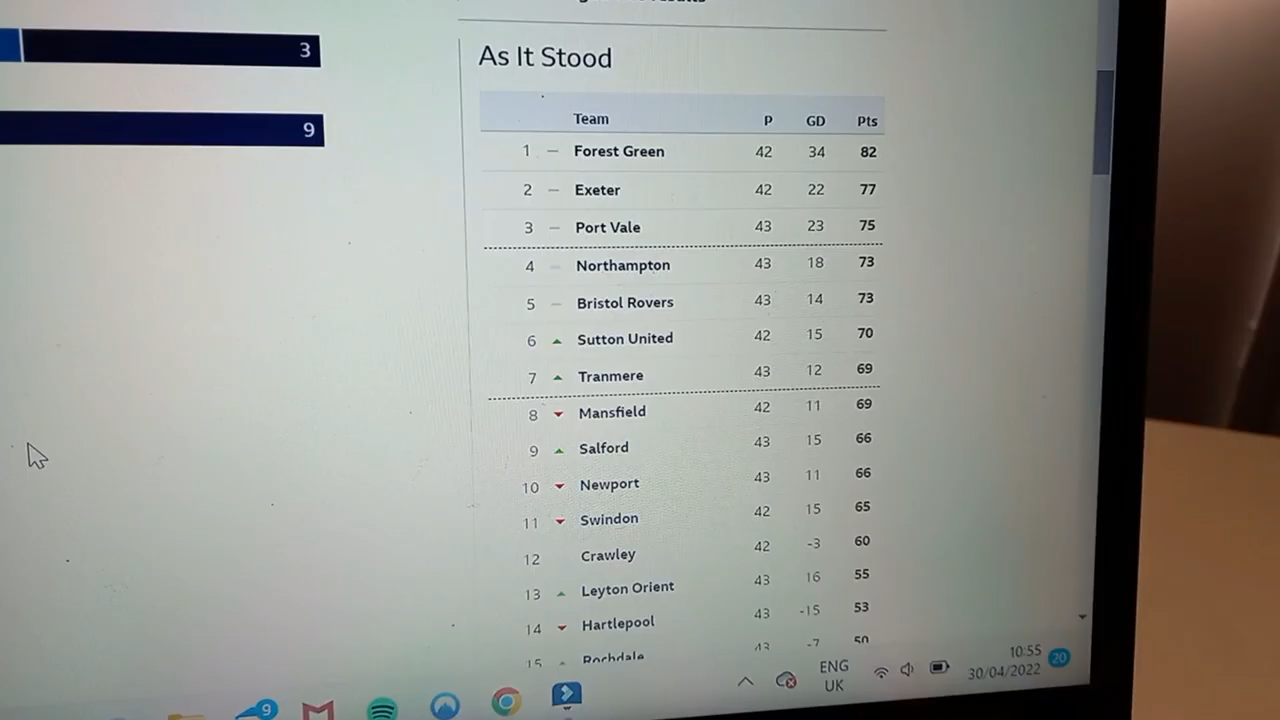 3
9
As It Stood
Team P GD Pts
1 Forest Green 42 34 82
2 Exeter 42 22 77
3 Port Vale 43 23 75
4 Northampton 43 18 73
5 Bristol Rovers 43 14 73
6 Sutton United 42 15 70
7 Tranmere 43 12 69
8 Mansfield 42 11 69
9 Salford 43 15 66
10 Newport 43 11 66
11 Swindon 42 15 65
12 Crawley 42 -3 60
13 Leyton Orient 43 16 55
14 Hartlepool 43 -15 53
15 Rochdale 43 -7 50
ENG
UK
10:55
30/04/2022
20
9